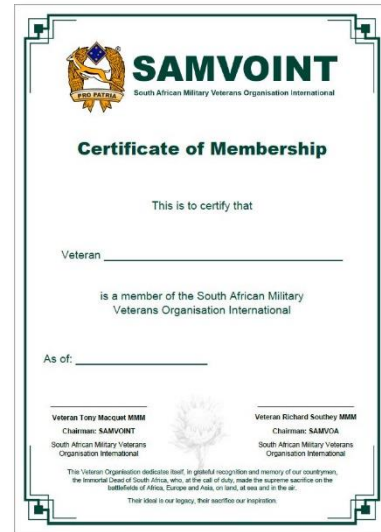 SAMVOINT
South African Military Veterans Organisation International
PRO PATRIA
Certificate of Membership
This is to certify that
Veteran
is a member of the South African Military
Veterans Organisation International
As of:
Veteran Tony Macquet MMM
Chairman: SAMVOINT
South African Military Veterans
Organisation International
Veteran Richard Southey MMM
Chairman: SAMVOA
South African Military Veterans
Organisation International
This Veteran Organisation dedicates itself, in grateful recognition and memory of our countrymen,
the Immortal Dead of South Africa, who, at the call of duty, made the supreme sacrifice on the
battlefields of Africa, Europe and Asia, on land, at sea and in the air.
Their ideal is our legacy, their sacrifice our inspiration.